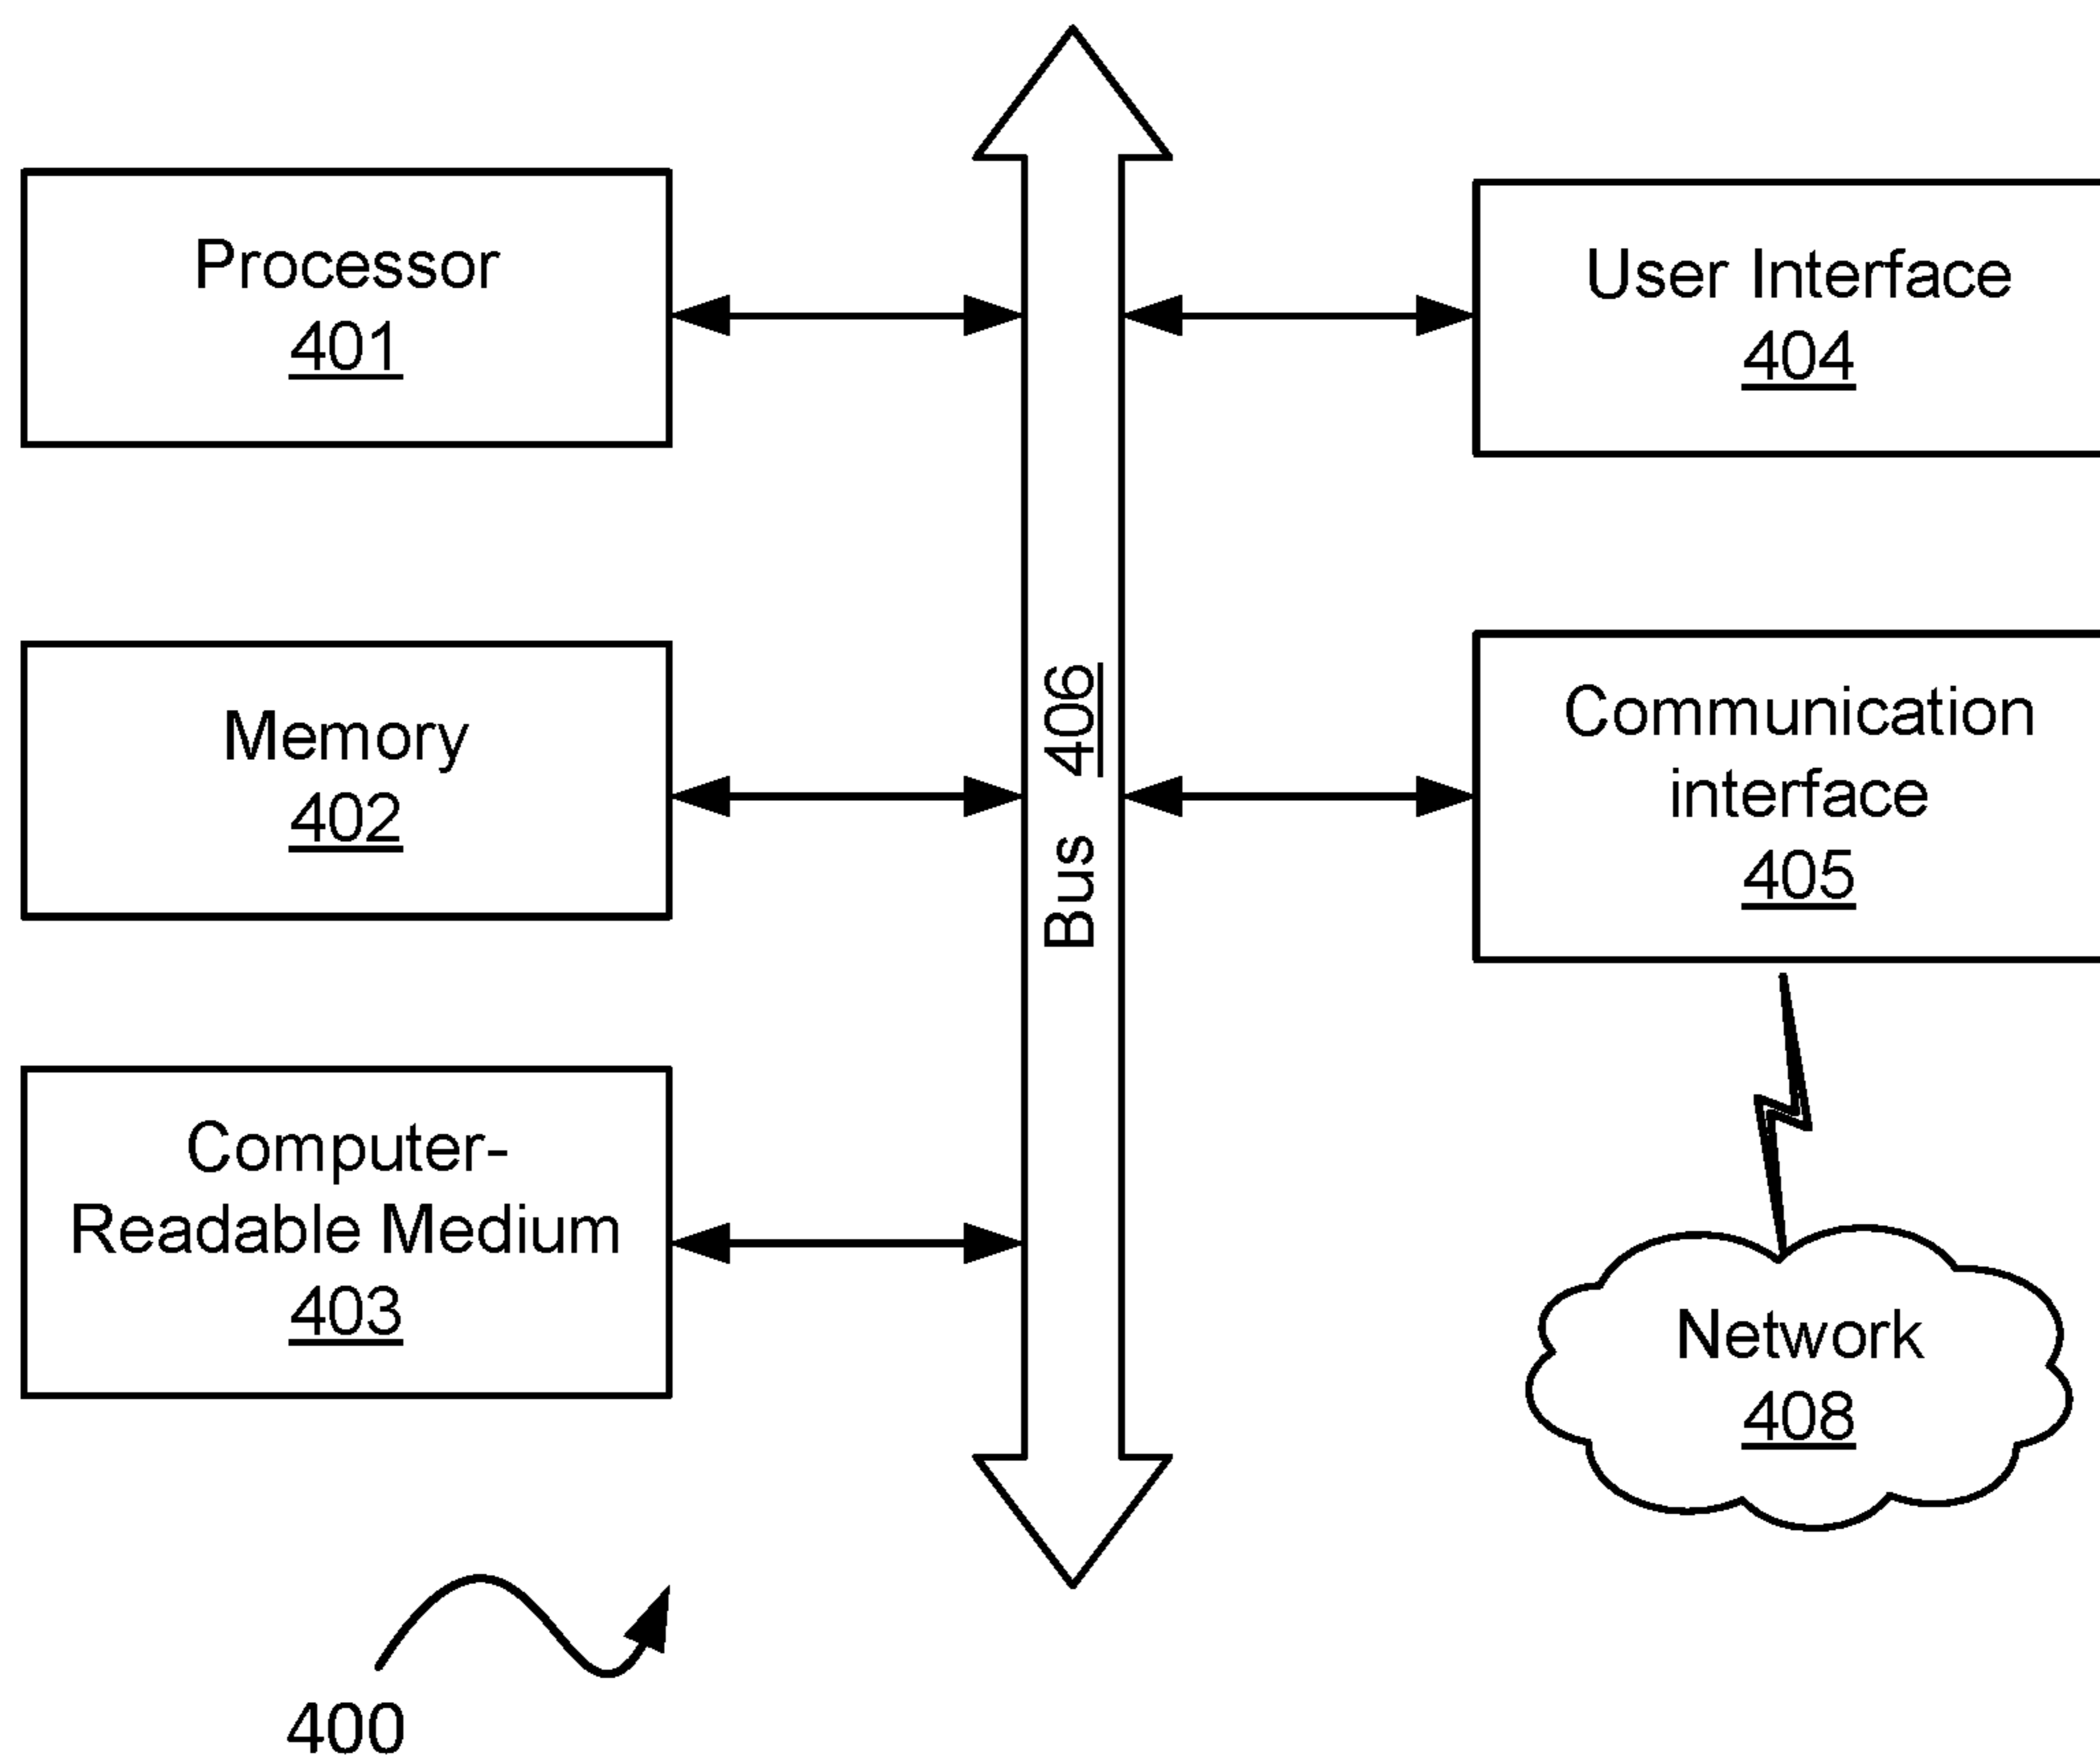 Processor
401
User Interface
404
Memory
402
Bus 406
Communication
interface
405
Computer-
Readable Medium
403
Network
408
400